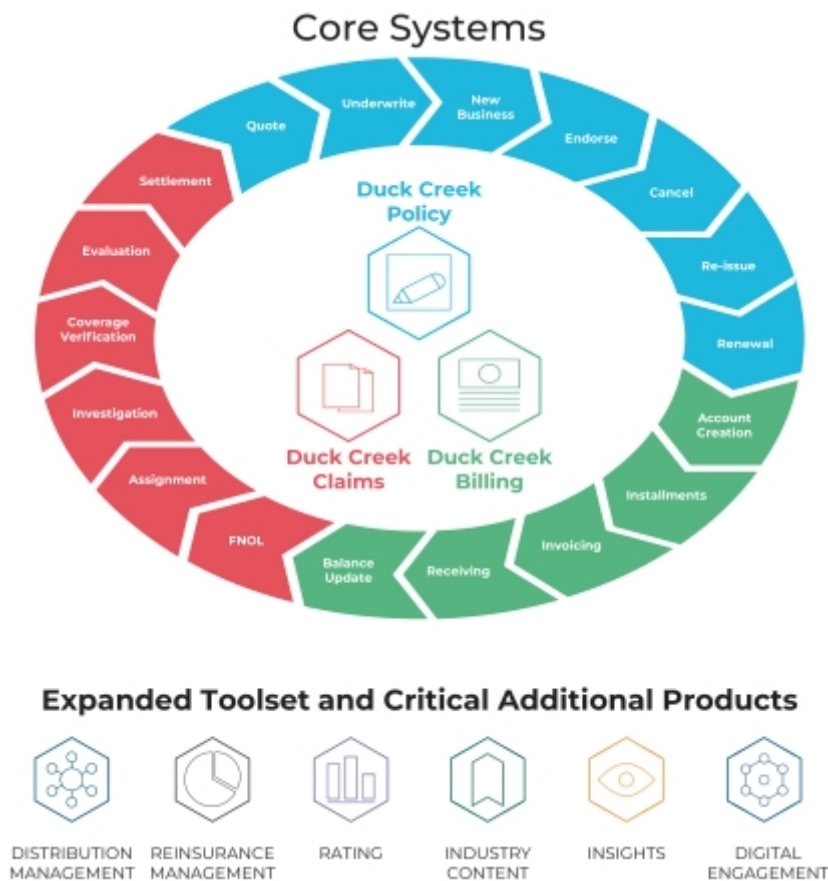 Core Systems
Quote
Underwrite
New
Business
Endorse
Cancel
Re-issue
Renewal
Account
Creation
Installments
Invoicing
Receiving
Balance
Update
FNOL
Assignment
Investigation
Coverage
Verification
Evaluation
Settlement
Duck Creek
Policy
Duck Creek
Claims
Duck Creek
Billing
Expanded Toolset and Critical Additional Products
DISTRIBUTION
MANAGEMENT
REINSURANCE
MANAGEMENT
RATING
INDUSTRY
CONTENT
INSIGHTS
DIGITAL
ENGAGEMENT